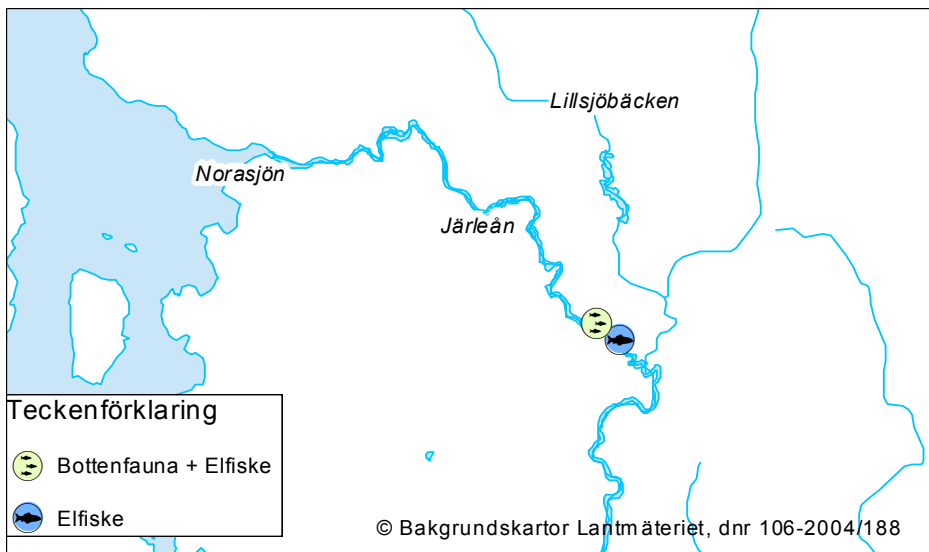 Lillsjöbäcken
Norasjön
Järleån
Teckenförklaring
Bottenfauna + Elfiske
Elfiske
© Bakgrundskartor Lantmäteriet, dnr 106-2004/188